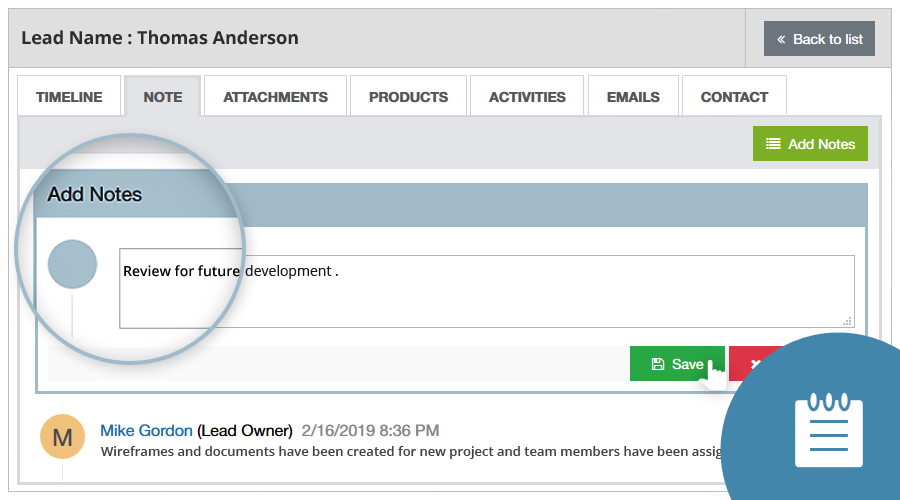 Lead Name : Thomas Anderson
« Back to list
TIMELINE NOTE ATTACHMENTS PRODUCTS ACTIVITIES EMAILS CONTACT
Add Notes
Add Notes
Review for future development .
Save
M
Mike Gordon (Lead Owner) 2/16/2019 8:36 PM
Wireframes and documents have been created for new project and team members have been